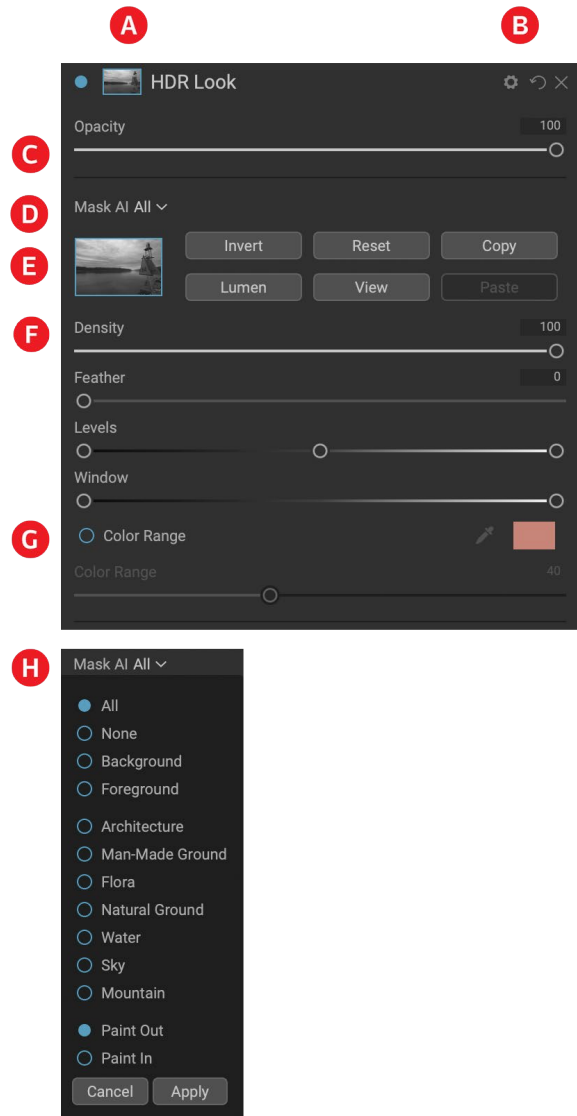 A B
HDR Look
Opacity 100
C
D Mask AI All
E Invert Reset Copy
Lumen View Paste
F Density 100
Feather 0
Levels
Window
G Color Range
Color Range 40
H Mask AI All
All
None
Background
Foreground
Architecture
Man-Made Ground
Flora
Natural Ground
Water
Sky
Mountain
Paint Out
Paint In
Cancel Apply